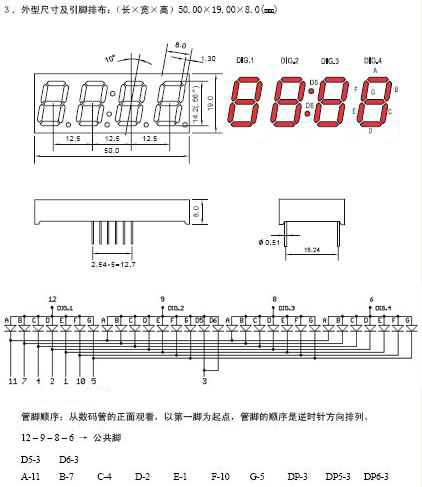 3．外型尺寸及引脚排布:（长×宽×高）50.00×19.00×8.0(㎜)
8.0
10°
1.30
DIG.1 DIG.2 DIG.3 DIG.4
A
F B
G
E C
D
D5
D6
14.2(.56")
19.0
12.5 12.5 12.5
50.0
8.0
2.54*5=12.7
Φ0.51
15.24
12 9 8 6
DIG.1 DIG.2 DIG.3 DIG.4
A B C D E F G A B C D E F G D5 D6 A B C D E F G A B C D E F G
11 7 4 2 1 10 5 3
管脚顺序：从数码管的正面观看，以第一脚为起点，管脚的顺序是逆时针方向排列。
12－9－8－6 → 公共脚
D5-3 D6-3
A-11 B-7 C-4 D-2 E-1 F-10 G-5 DP-3 DP5-3 DP6-3